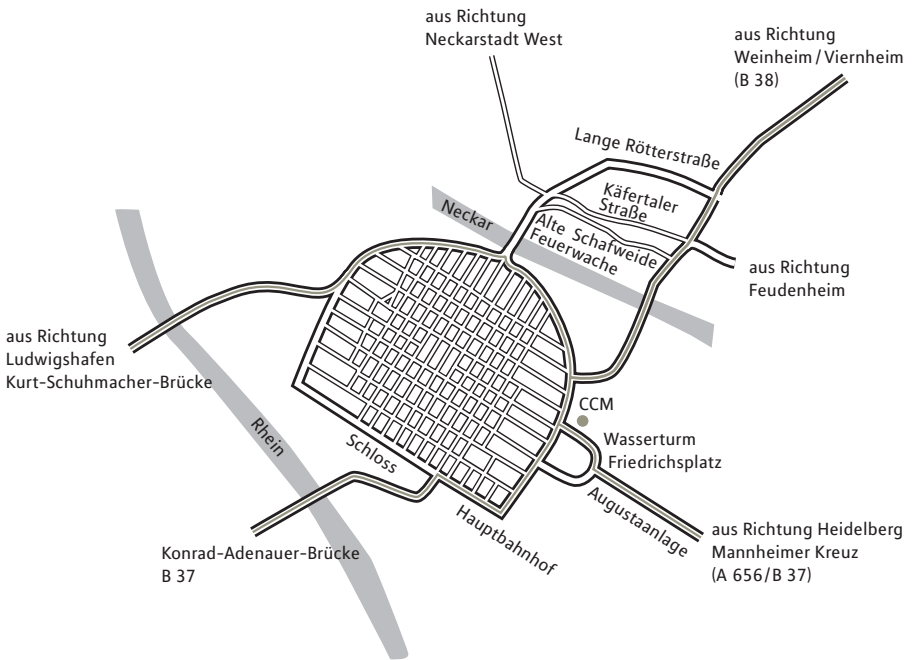 aus Richtung
Neckarstadt West
aus Richtung
Weinheim / Viernheim
(B 38)
Lange Rötterstraße
Käfertaler
Straße
Neckar
Alte Schafweide
Feuerwache
aus Richtung
Feudenheim
aus Richtung
Ludwigshafen
Kurt-Schuhmacher-Brücke
CCM
Wasserturm
Friedrichsplatz
Rhein
Schloss
Augustaanlage
Hauptbahnhof
aus Richtung Heidelberg
Mannheimer Kreuz
(A 656/B 37)
Konrad-Adenauer-Brücke
B 37